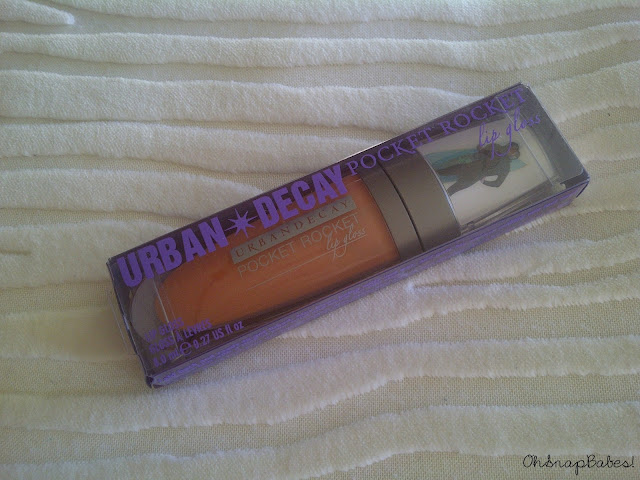 URBAN DECAY POCKET ROCKET lip gloss
URBAN DECAY
POCKET ROCKET
lip gloss
0.27 US fl.oz
OhSnapBabes!